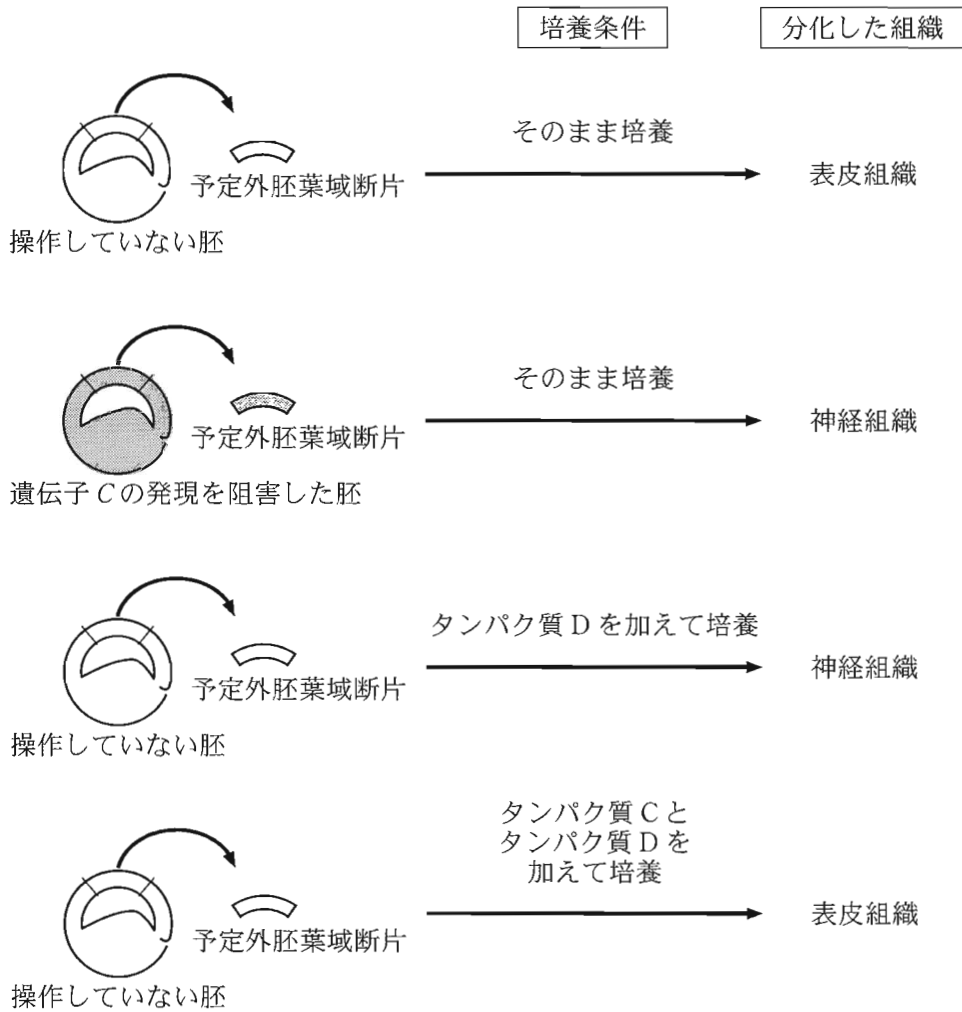 培養条件
分化した組織
そのまま培養
予定外胚葉域断片
表皮組織
操作していない胚
そのまま培養
予定外胚葉域断片
神経組織
遺伝子Cの発現を阻害した胚
タンパク質Dを加えて培養
予定外胚葉域断片
神経組織
操作していない胚
タンパク質Cと
タンパク質Dを
加えて培養
予定外胚葉域断片
表皮組織
操作していない胚